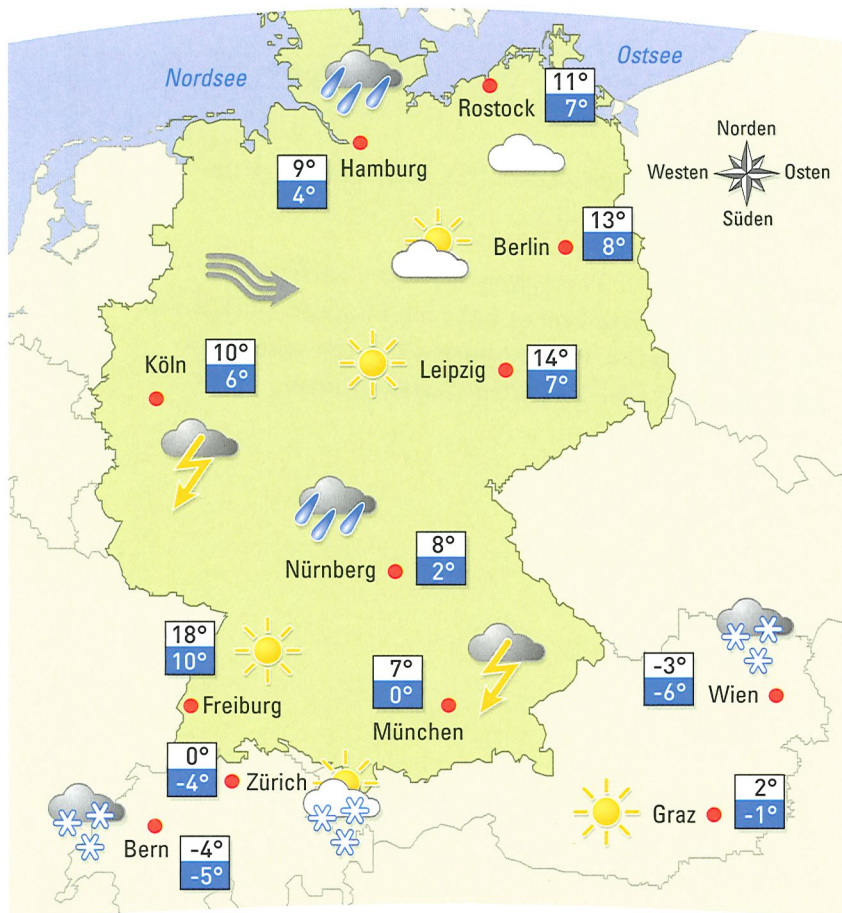 Nordsee
Ostsee
11°
7°
Rostock
Norden
Westen
Osten
Süden
9°
4°
Hamburg
13°
8°
Berlin
10°
6°
Köln
Leipzig
14°
7°
8°
2°
Nürnberg
18°
10°
Freiburg
7°
0°
München
-3°
-6°
Wien
0°
-4°
Zürich
2°
-1°
Graz
Bern
-4°
-5°